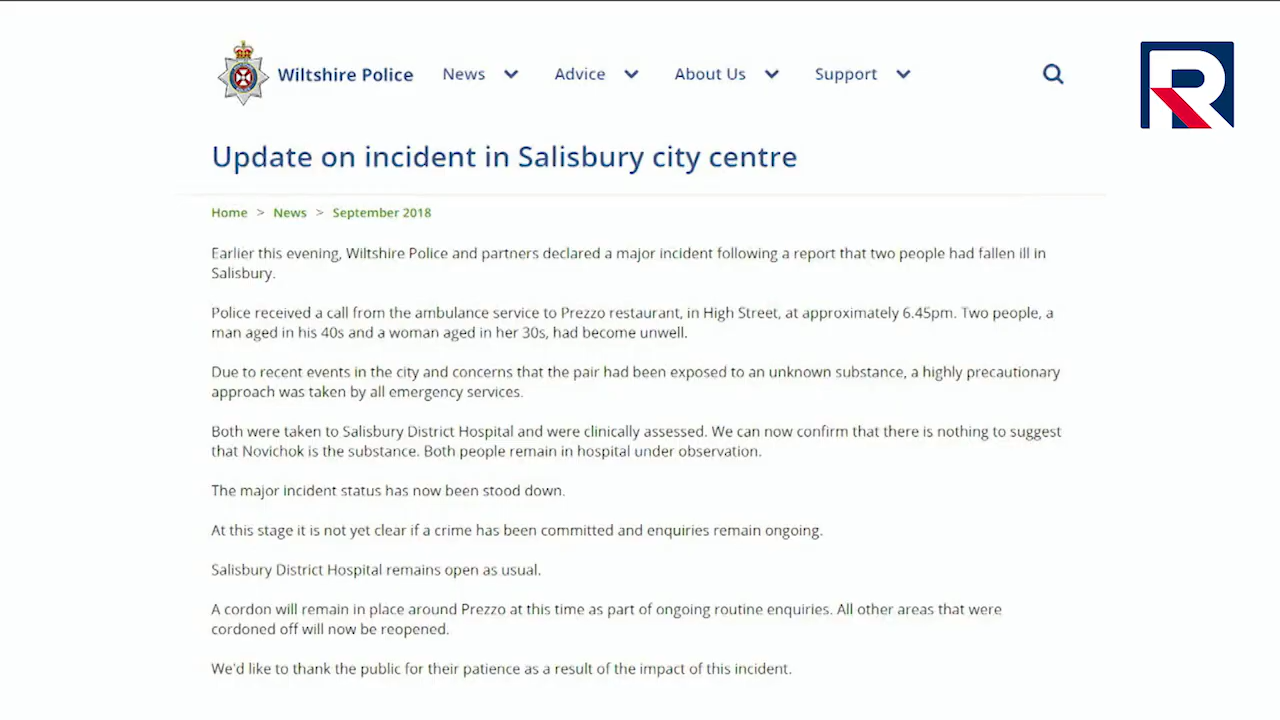 Wiltshire Police News Advice About Us Support
R
Update on incident in Salisbury city centre
Home > News > September 2018
Earlier this evening, Wiltshire Police and partners declared a major incident following a report that two people had fallen ill in
Salisbury.
Police received a call from the ambulance service to Prezzo restaurant, in High Street, at approximately 6.45pm. Two people, a
man aged in his 40s and a woman aged in her 30s, had become unwell.
Due to recent events in the city and concerns that the pair had been exposed to an unknown substance, a highly precautionary
approach was taken by all emergency services.
Both were taken to Salisbury District Hospital and were clinically assessed. We can now confirm that there is nothing to suggest
that Novichok is the substance. Both people remain in hospital under observation.
The major incident status has now been stood down.
At this stage it is not yet clear if a crime has been committed and enquiries remain ongoing.
Salisbury District Hospital remains open as usual.
A cordon will remain in place around Prezzo at this time as part of ongoing routine enquiries. All other areas that were
cordoned off will now be reopened.
We'd like to thank the public for their patience as a result of the impact of this incident.